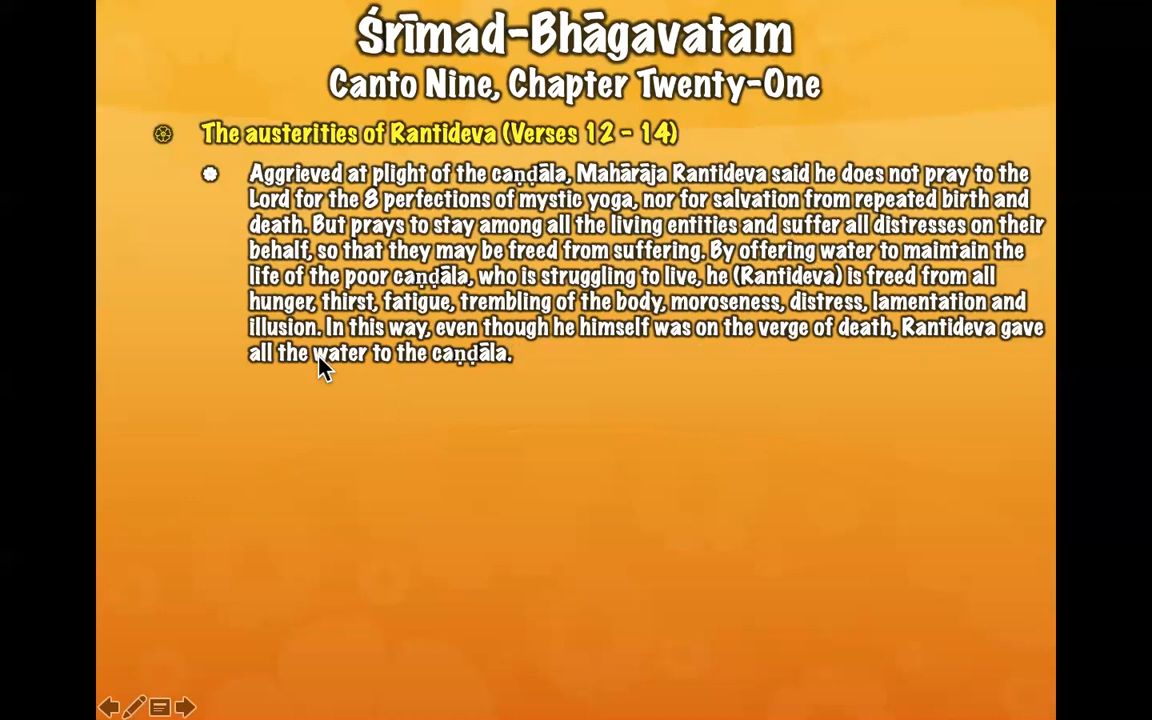 Śrīmad-Bhāgavatam
Canto Nine, Chapter Twenty-One
The austerities of Rantideva (Verses 12 – 14)
Aggrieved at plight of the caṇḍāla, Mahārāja Rantideva said he does not pray to the
Lord for the 8 perfections of mystic yoga, nor for salvation from repeated birth and
death. But prays to stay among all the living entities and suffer all distresses on their
behalf, so that they may be freed from suffering. By offering water to maintain the
life of the poor caṇḍāla, who is struggling to live, he (Rantideva) is freed from all
hunger, thirst, fatigue, trembling of the body, moroseness, distress, lamentation and
illusion. In this way, even though he himself was on the verge of death, Rantideva gave
all the water to the caṇḍāla.